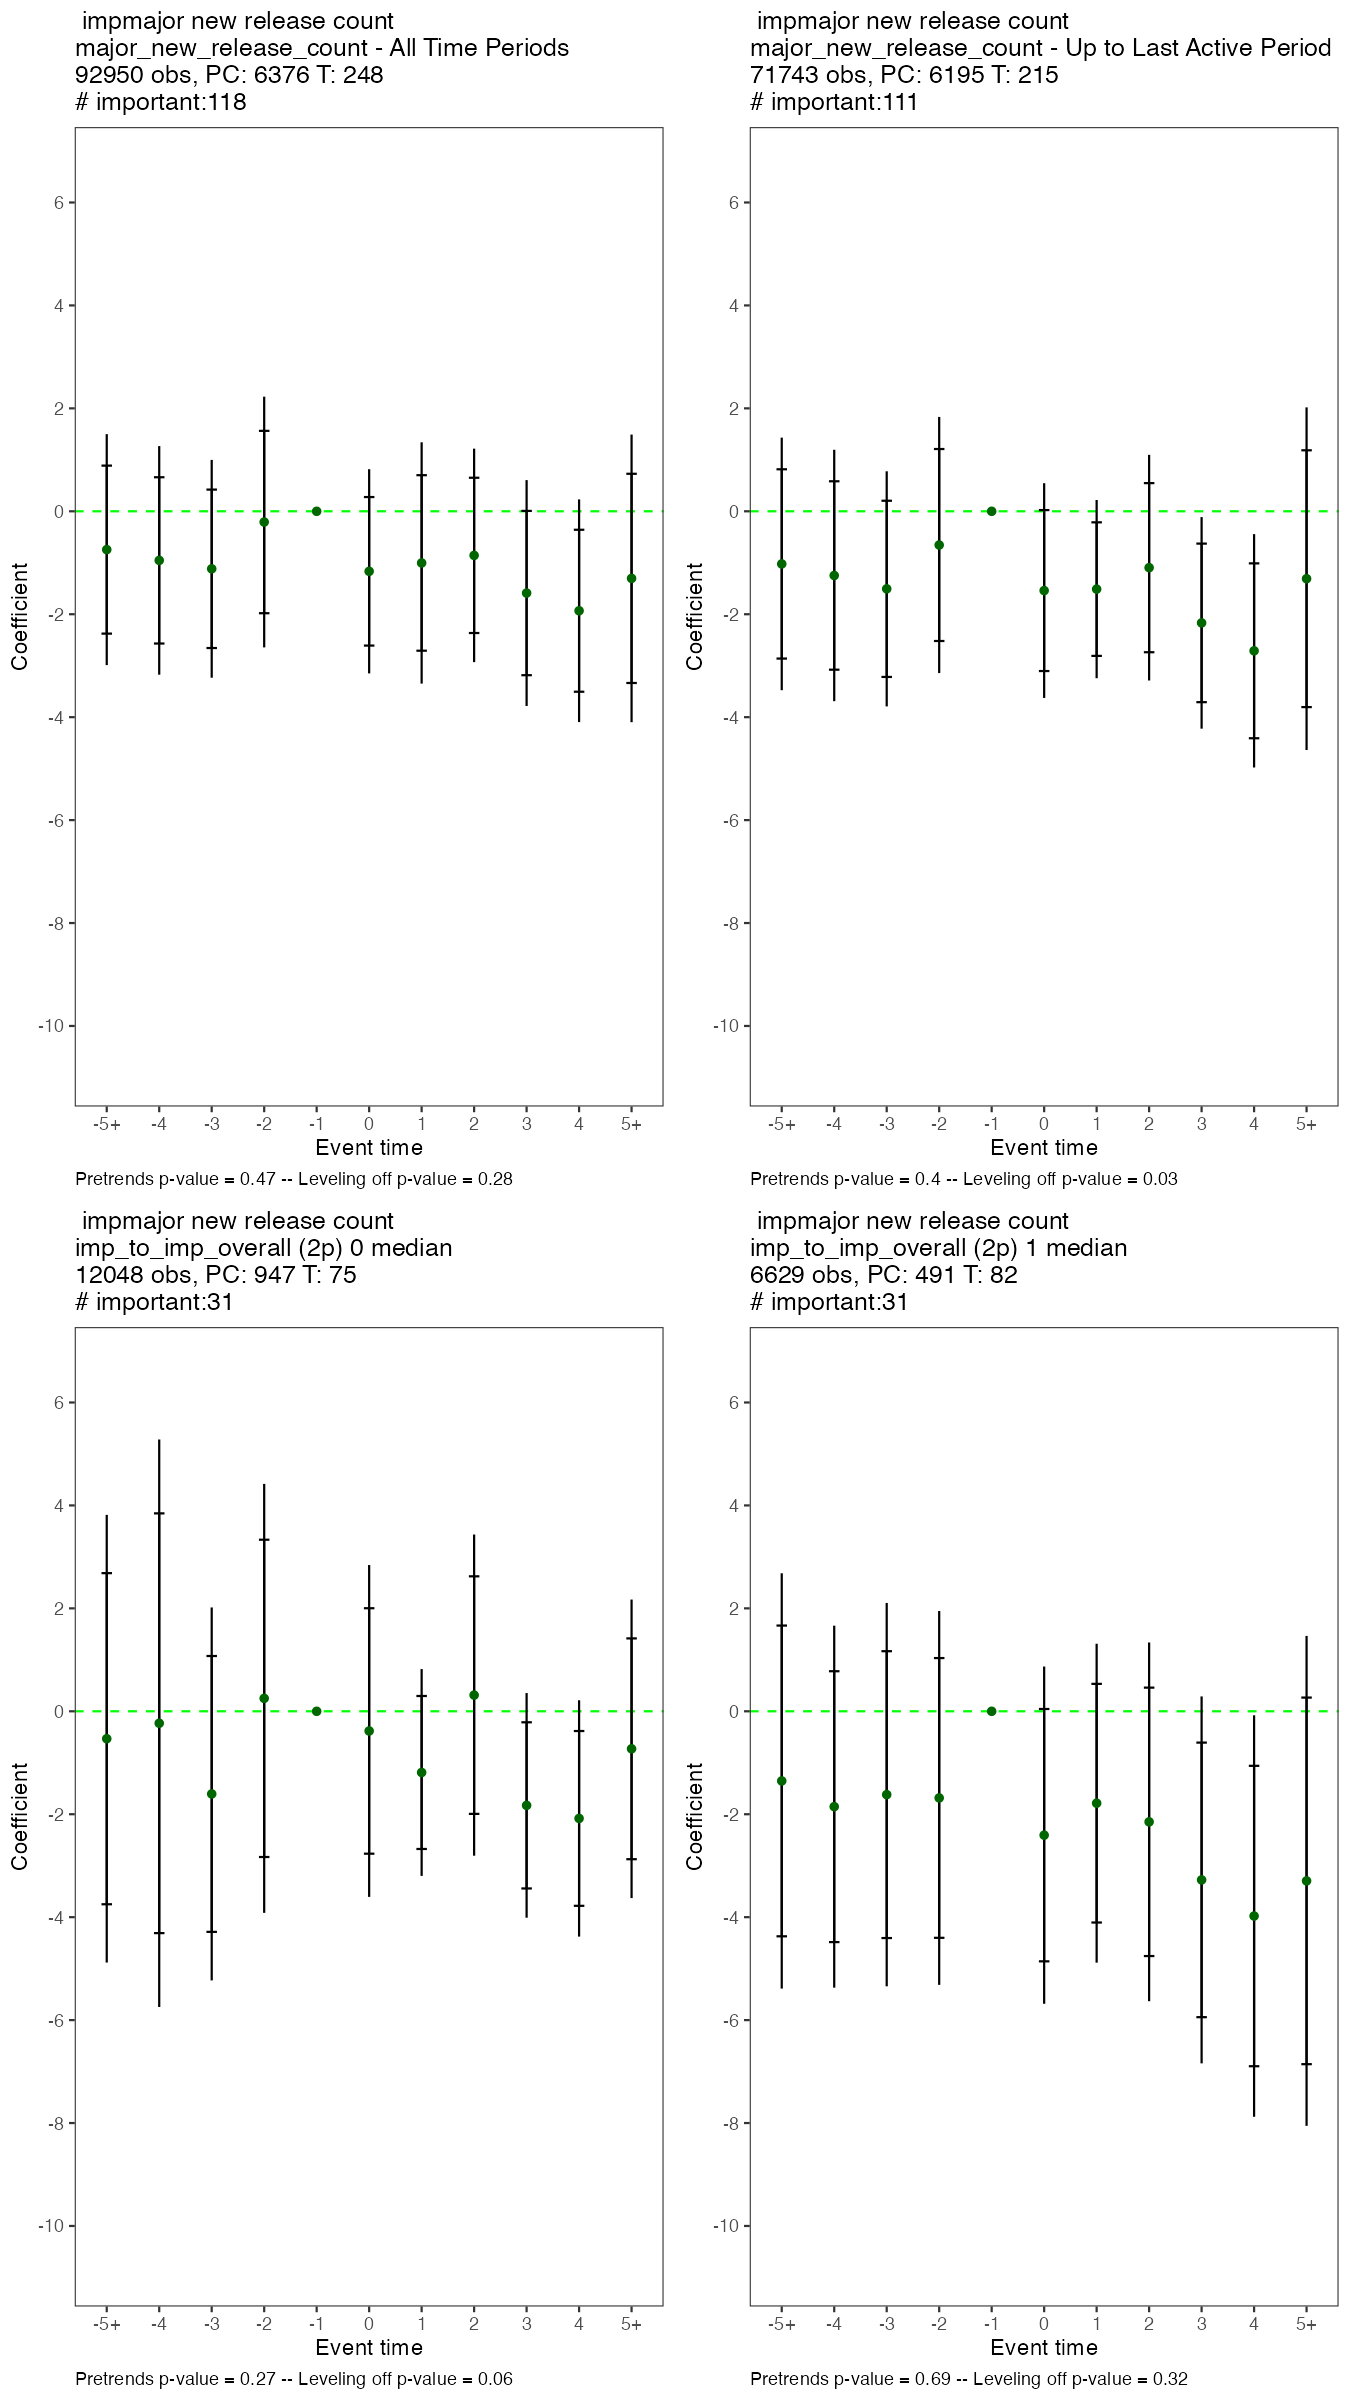 impmajor new release count
major_new_release_count - All Time Periods
92950 obs, PC: 6376 T: 248
# important:118
6
4
2
0
-2
-4
-6
-8
-10
Coefficient
-5+ -4 -3 -2 -1 0 1 2 3 4 5+
Event time
Pretrends p-value = 0.47 -- Leveling off p-value = 0.28
impmajor new release count
major_new_release_count - Up to Last Active Period
71743 obs, PC: 6195 T: 215
# important:111
6
4
2
0
-2
-4
-6
-8
-10
Coefficient
-5+ -4 -3 -2 -1 0 1 2 3 4 5+
Event time
Pretrends p-value = 0.4 -- Leveling off p-value = 0.03
impmajor new release count
imp_to_imp_overall (2p) 0 median
12048 obs, PC: 947 T: 75
# important:31
6
4
2
0
-2
-4
-6
-8
-10
Coefficient
-5+ -4 -3 -2 -1 0 1 2 3 4 5+
Event time
Pretrends p-value = 0.27 -- Leveling off p-value = 0.06
impmajor new release count
imp_to_imp_overall (2p) 1 median
6629 obs, PC: 491 T: 82
# important:31
6
4
2
0
-2
-4
-6
-8
-10
Coefficient
-5+ -4 -3 -2 -1 0 1 2 3 4 5+
Event time
Pretrends p-value = 0.69 -- Leveling off p-value = 0.32